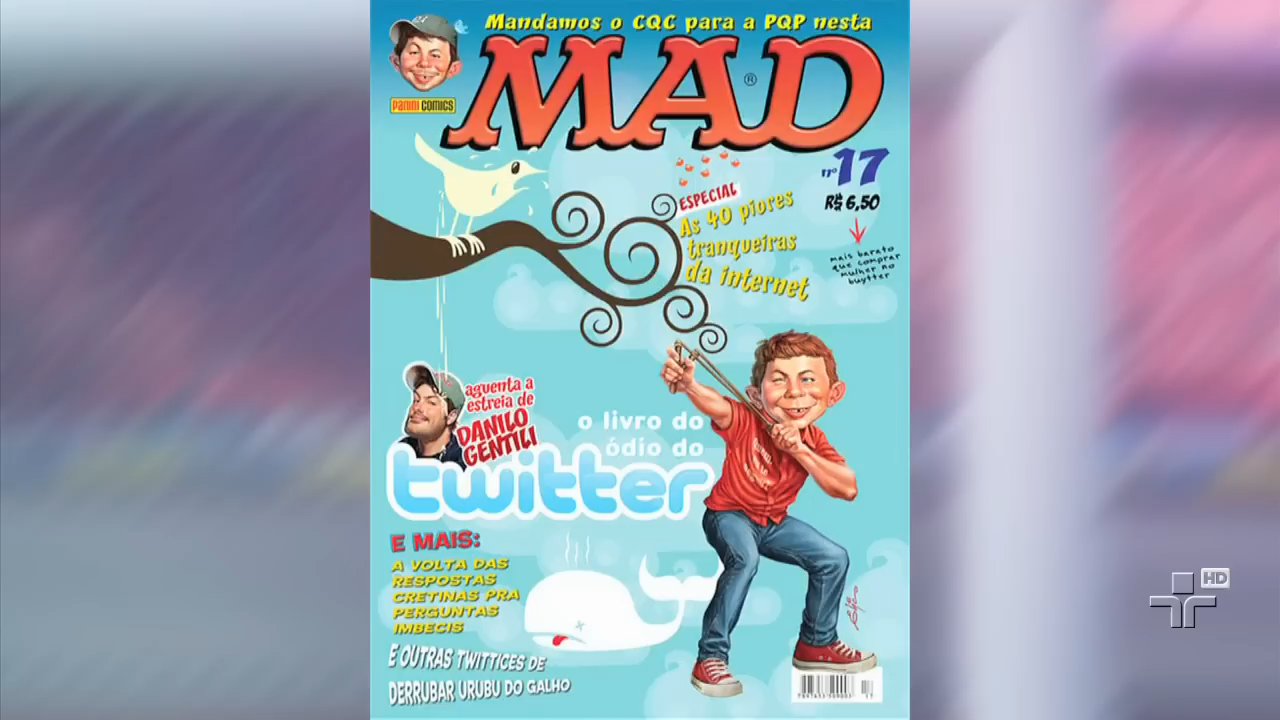 Mandamos o CQC para a PQP nesta
MAD
®
PANINI COMICS
nº 17
R$ 6,50
mais barato
que comprar
mulher no
buytter
ESPECIAL
As 40 piores
tranqueiras
da internet
aguenta a
estreia de
DANILO
GENTILI
o livro do
ódio do
twitter
E MAIS:
A VOLTA DAS
RESPOSTAS
CRETINAS PRA
PERGUNTAS
IMBECIS
E OUTRAS TWITTICES DE
DERRUBAR URUBU DO GALHO
HD